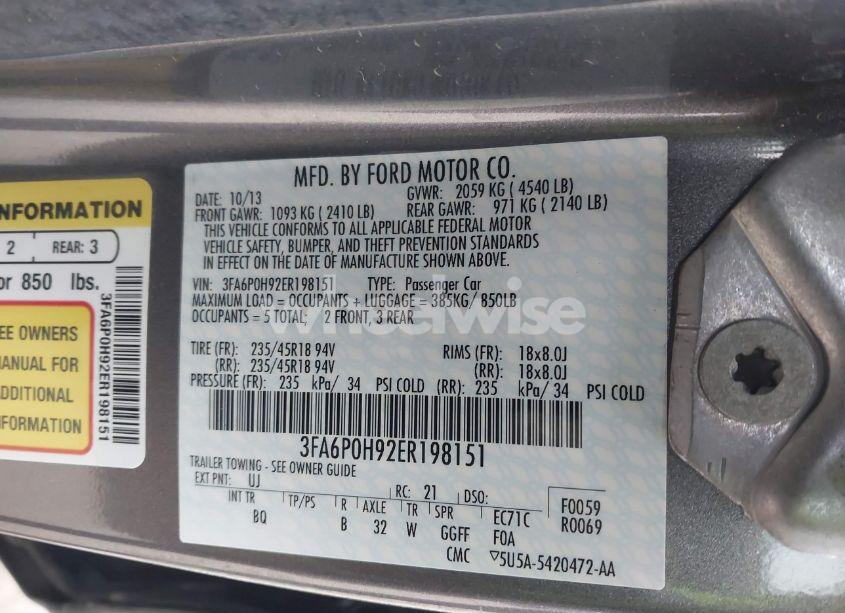 MFD. BY FORD MOTOR CO.
DATE: 10/13 GVWR: 2059 KG ( 4540 LB)
FRONT GAWR: 1093 KG ( 2410 LB) REAR GAWR: 971 KG ( 2140 LB)
THIS VEHICLE CONFORMS TO ALL APPLICABLE FEDERAL MOTOR
VEHICLE SAFETY, BUMPER, AND THEFT PREVENTION STANDARDS
IN EFFECT ON THE DATE OF MANUFACTURE SHOWN ABOVE.
VIN: 3FA6P0H92ER198151 TYPE: Passenger Car
MAXIMUM LOAD = OCCUPANTS + LUGGAGE = 385KG/ 850LB
OCCUPANTS = 5 TOTAL; 2 FRONT, 3 REAR
TIRE (FR): 235/45R18 94V RIMS (FR): 18x8.0J
(RR): 235/45R18 94V (RR): 18x8.0J
PRESSURE (FR): 235 kPa/ 34 PSI COLD (RR): 235 kPa/ 34 PSI COLD
3FA6P0H92ER198151
TRAILER TOWING - SEE OWNER GUIDE
EXT PNT: UJ RC: 21 DSO: F0059
INT TR TP/PS R AXLE TR SPR EC71C R0069
BQ B 32 W GGFF F0A
CMC ▽5U5A-5420472-AA
NFORMATION
2 REAR: 3
or 850 lbs.
EE OWNERS
MANUAL FOR
ADDITIONAL
NFORMATION
3FA6P0H92ER198151
wheelwise